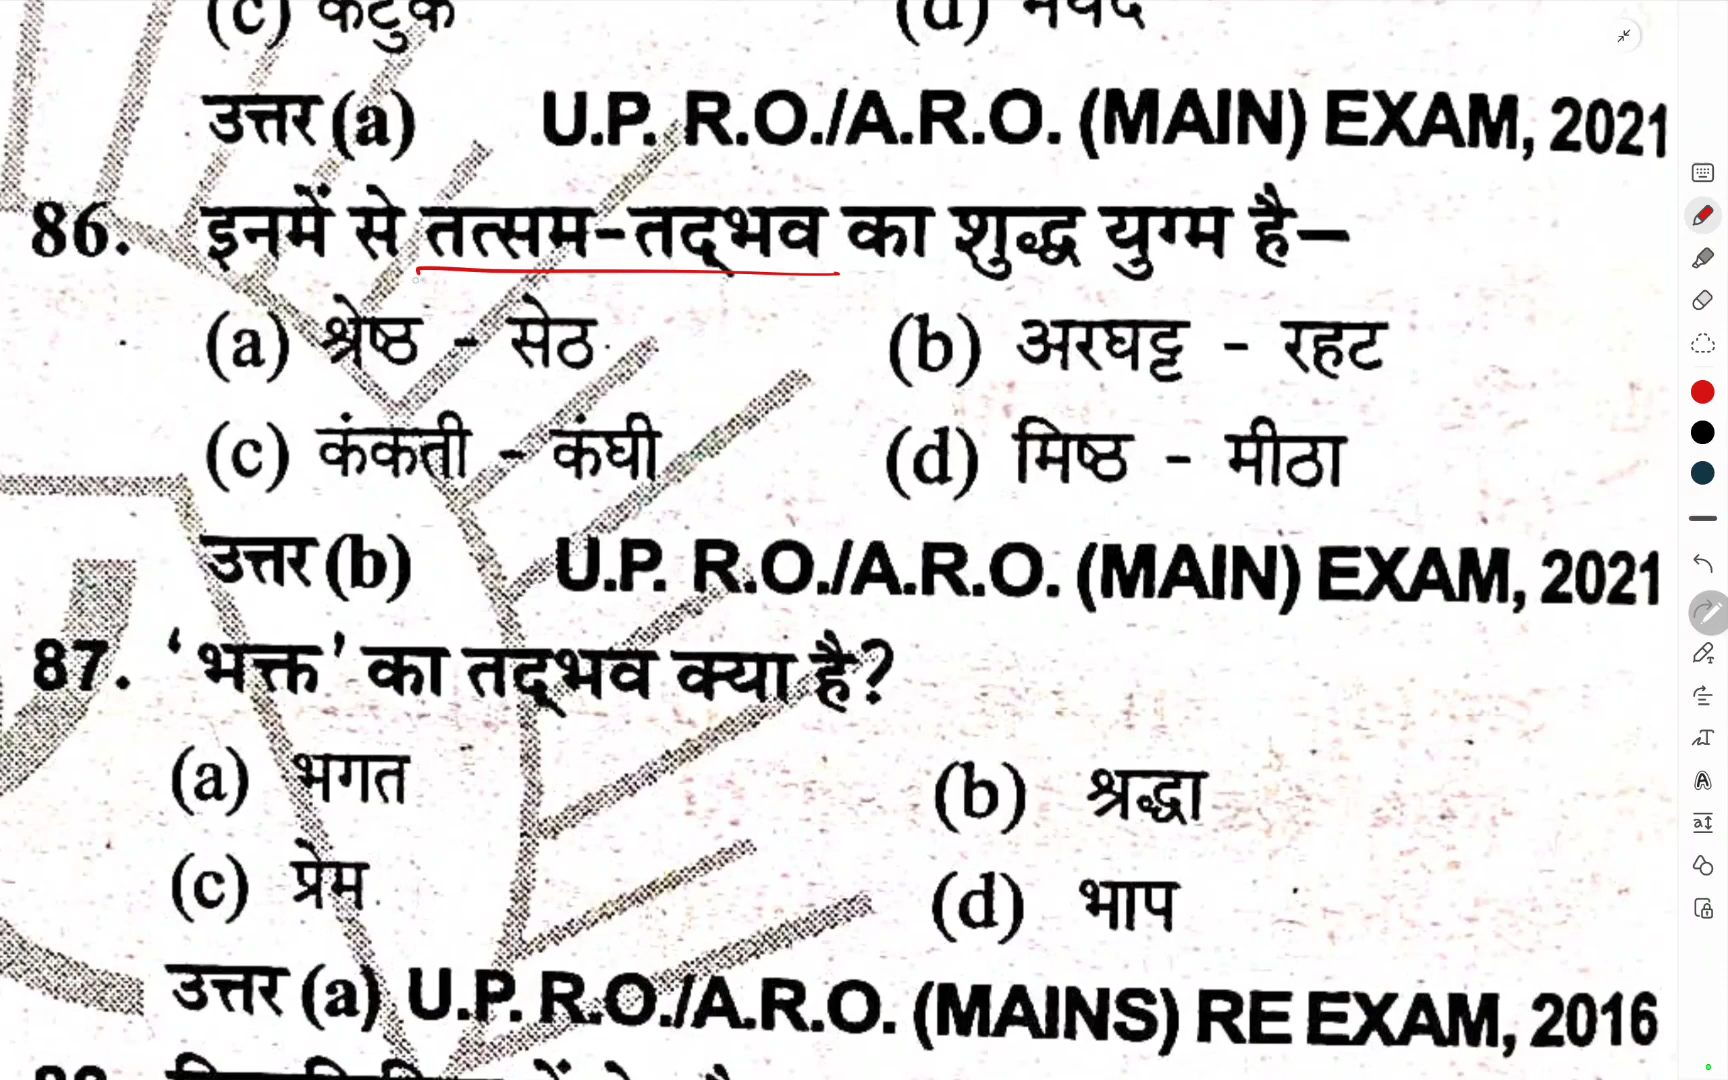 (c) कटुक (d)
उत्तर (a) U.P. R.O./A.R.O. (MAIN) EXAM, 2021
86. इनमें से तत्सम-तद्भव का शुद्ध युग्म है–
(a) श्रेष्ठ - सेठ (b) अरघट्ट - रहट
(c) कंकती - कंघी (d) मिष्ठ - मीठा
उत्तर (b) U.P. R.O./A.R.O. (MAIN) EXAM, 2021
87. 'भक्त' का तद्भव क्या है?
(a) भगत (b) श्रद्धा
(c) प्रेम (d) भाप
उत्तर (a) U.P. R.O./A.R.O. (MAINS) RE EXAM, 2016